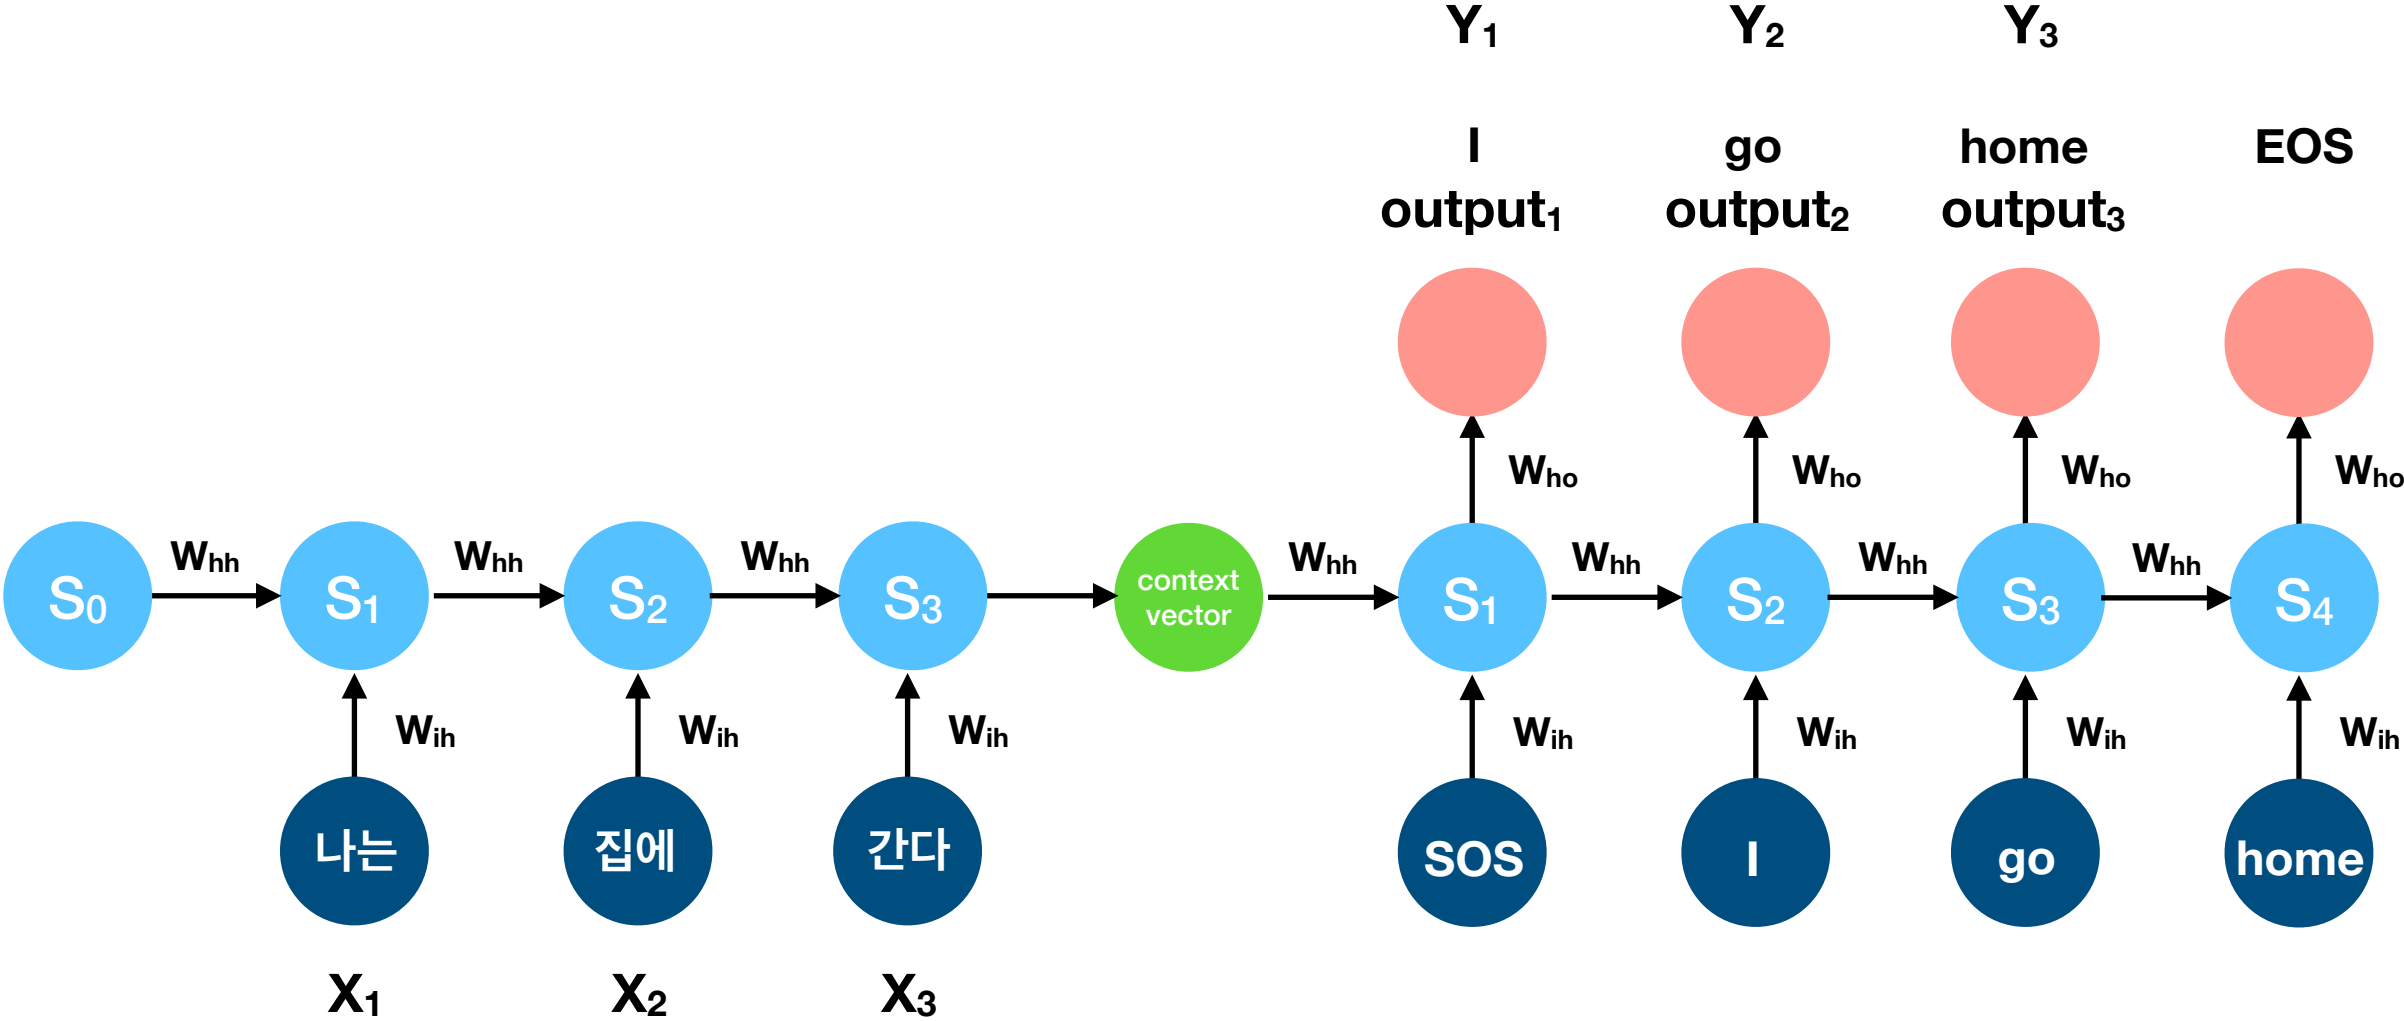 Y₁ Y₂ Y₃
I go home EOS
output₁ output₂ output₃
Who Who Who Who
Whh Whh Whh Whh Whh Whh Whh
S₀ S₁ S₂ S₃ context vector S₁ S₂ S₃ S₄
Wih Wih Wih Wih Wih Wih Wih
나는 집에 간다 SOS I go home
X₁ X₂ X₃